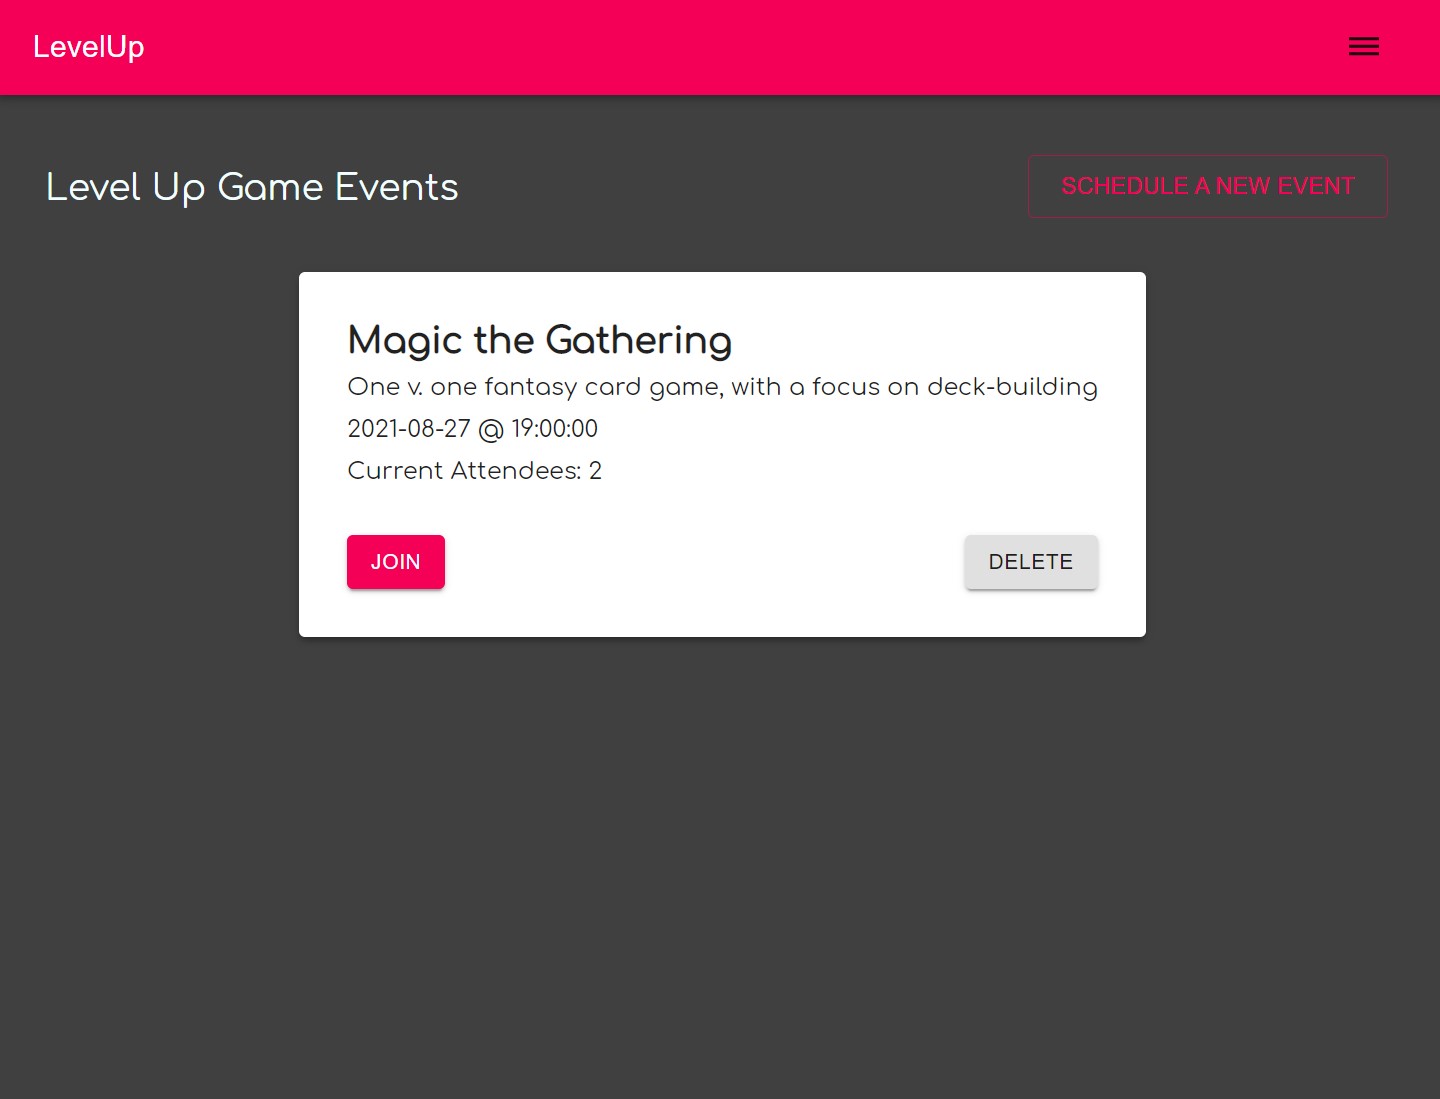 LevelUp
Level Up Game Events
SCHEDULE A NEW EVENT
Magic the Gathering
One v. one fantasy card game, with a focus on deck-building
2021-08-27 @ 19:00:00
Current Attendees: 2
JOIN
DELETE